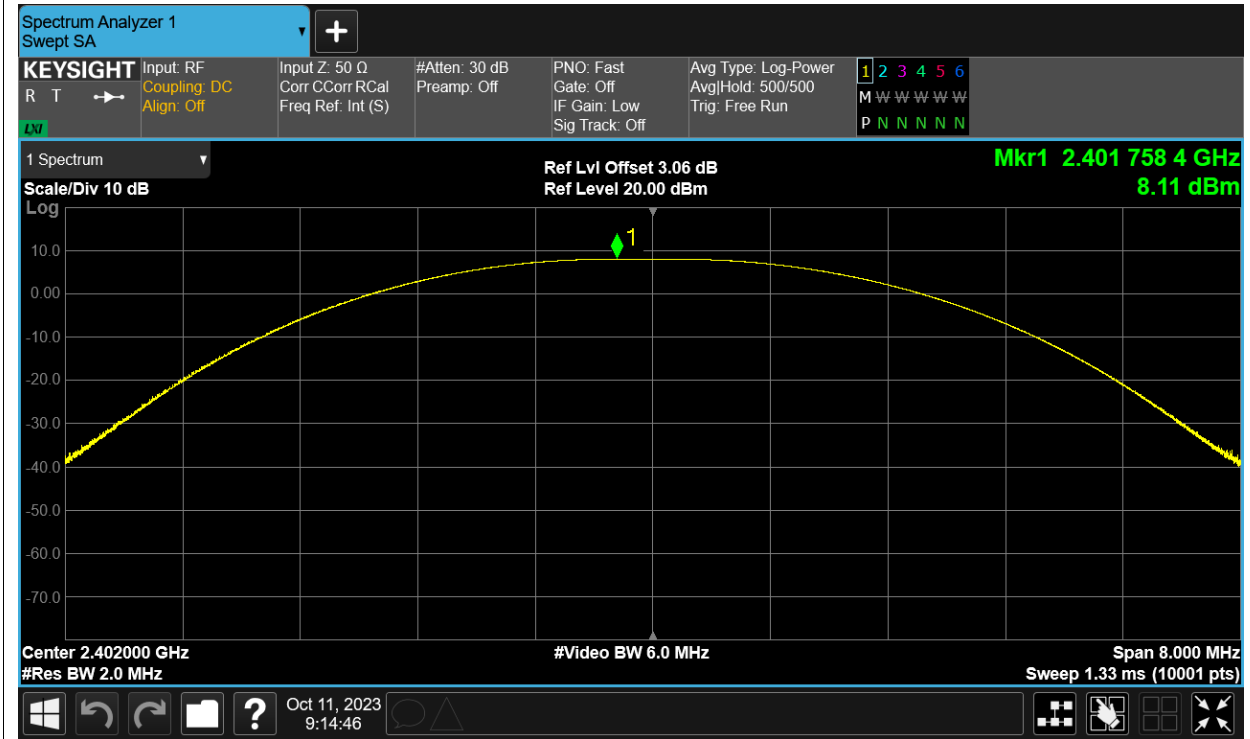 Spectrum Analyzer 1
Swept SA
+
KEYSIGHT
R T
LXI
Input: RF
Coupling: DC
Align: Off
Input Z: 50 Ω
Corr CCorr RCal
Freq Ref: Int (S)
#Atten: 30 dB
Preamp: Off
PNO: Fast
Gate: Off
IF Gain: Low
Sig Track: Off
Avg Type: Log-Power
Avg|Hold: 500/500
Trig: Free Run
1 2 3 4 5 6
M W W W W W
P N N N N N
1 Spectrum
Scale/Div 10 dB
Log
Ref Lvl Offset 3.06 dB
Ref Level 20.00 dBm
Mkr1 2.401 758 4 GHz
8.11 dBm
1
10.0
0.00
-10.0
-20.0
-30.0
-40.0
-50.0
-60.0
-70.0
Center 2.402000 GHz
#Video BW 6.0 MHz
Span 8.000 MHz
#Res BW 2.0 MHz
Sweep 1.33 ms (10001 pts)
?
Oct 11, 2023
9:14:46